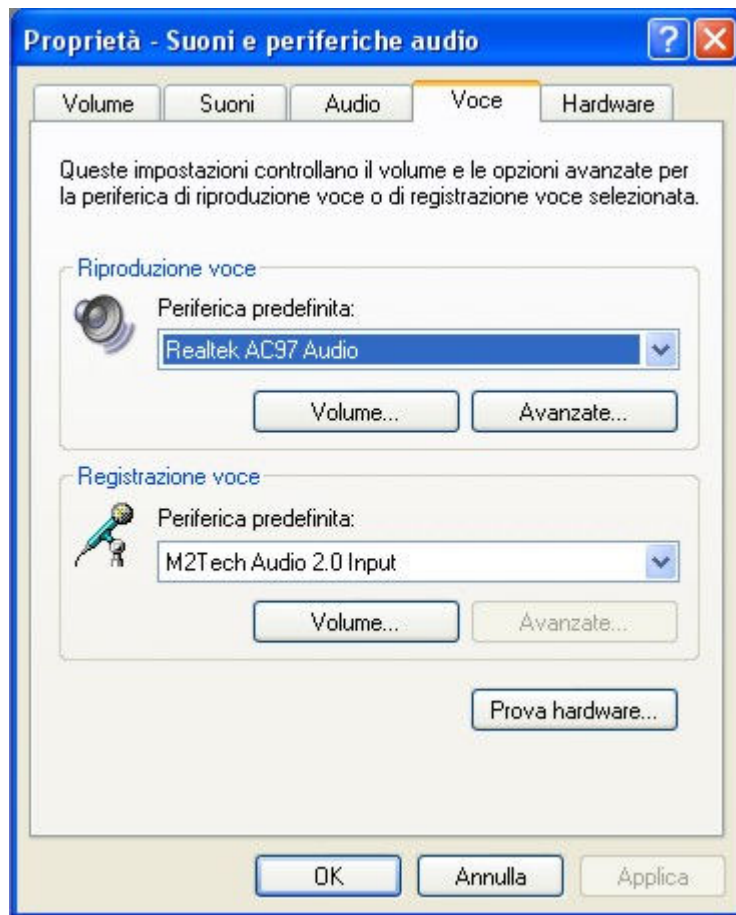 Proprietà - Suoni e periferiche audio
?
Volume
Suoni
Audio
Voce
Hardware
Queste impostazioni controllano il volume e le opzioni avanzate per
la periferica di riproduzione voce o di registrazione voce selezionata.
Riproduzione voce
Periferica predefinita:
Realtek AC97 Audio
Volume...
Avanzate...
Registrazione voce
Periferica predefinita:
M2Tech Audio 2.0 Input
Volume...
Avanzate...
Prova hardware...
OK
Annulla
Applica